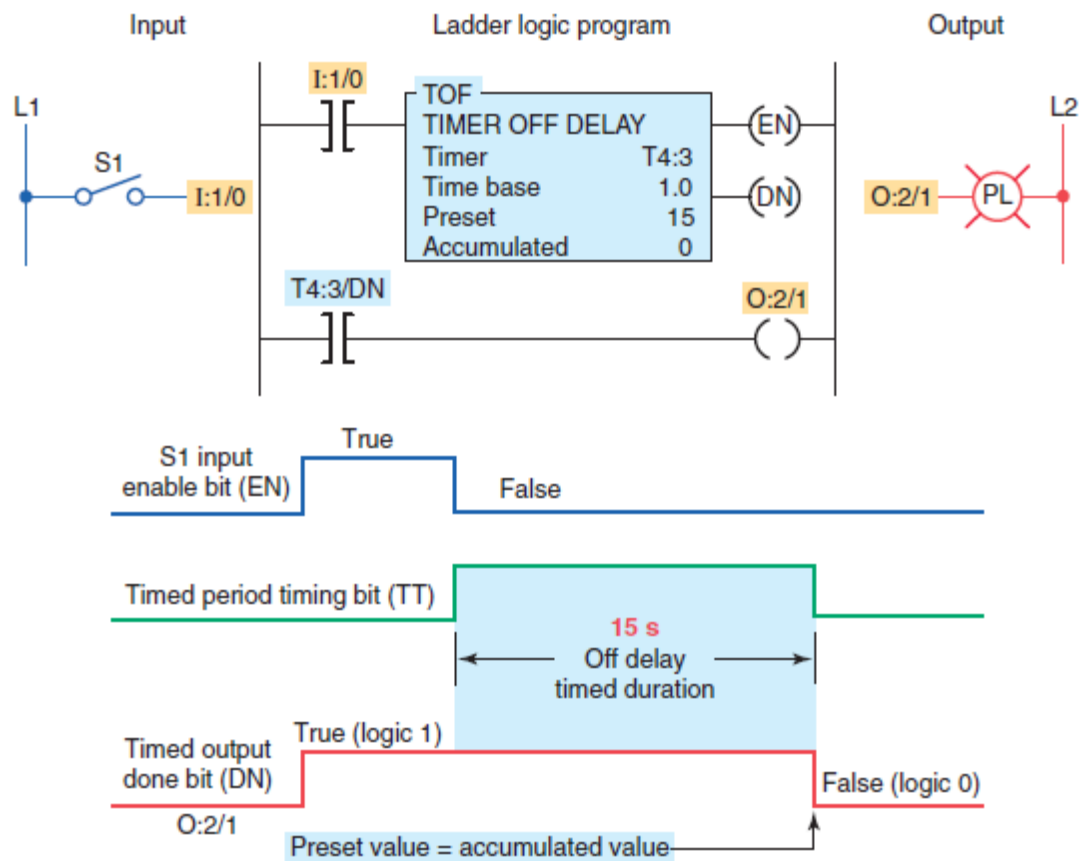 Input
Ladder logic program
Output
L1
S1
I:1/0
I:1/0
TOF
TIMER OFF DELAY
Timer T4:3
Time base 1.0
Preset 15
Accumulated 0
EN
DN
L2
O:2/1
PL
T4:3/DN
O:2/1
S1 input
enable bit (EN)
True
False
Timed period timing bit (TT)
15 s
Off delay
timed duration
Timed output
done bit (DN)
O:2/1
True (logic 1)
False (logic 0)
Preset value = accumulated value